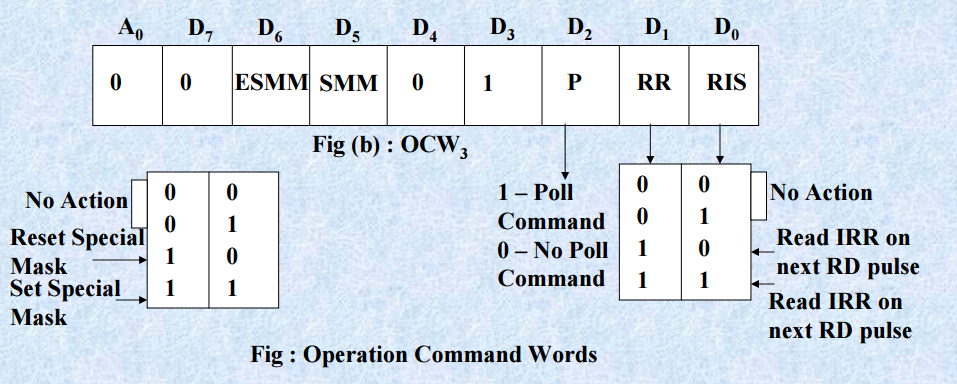 A₀ D₇ D₆ D₅ D₄ D₃ D₂ D₁ D₀
0 0 ESMM SMM 0 1 P RR RIS
Fig (b) : OCW₃
No Action
Reset Special
Mask
Set Special
Mask
0 0
0 1
1 0
1 1
1 – Poll
Command
0 – No Poll
Command
0 0
0 1
1 0
1 1
No Action
Read IRR on
next RD pulse
Read IRR on
next RD pulse
Fig : Operation Command Words